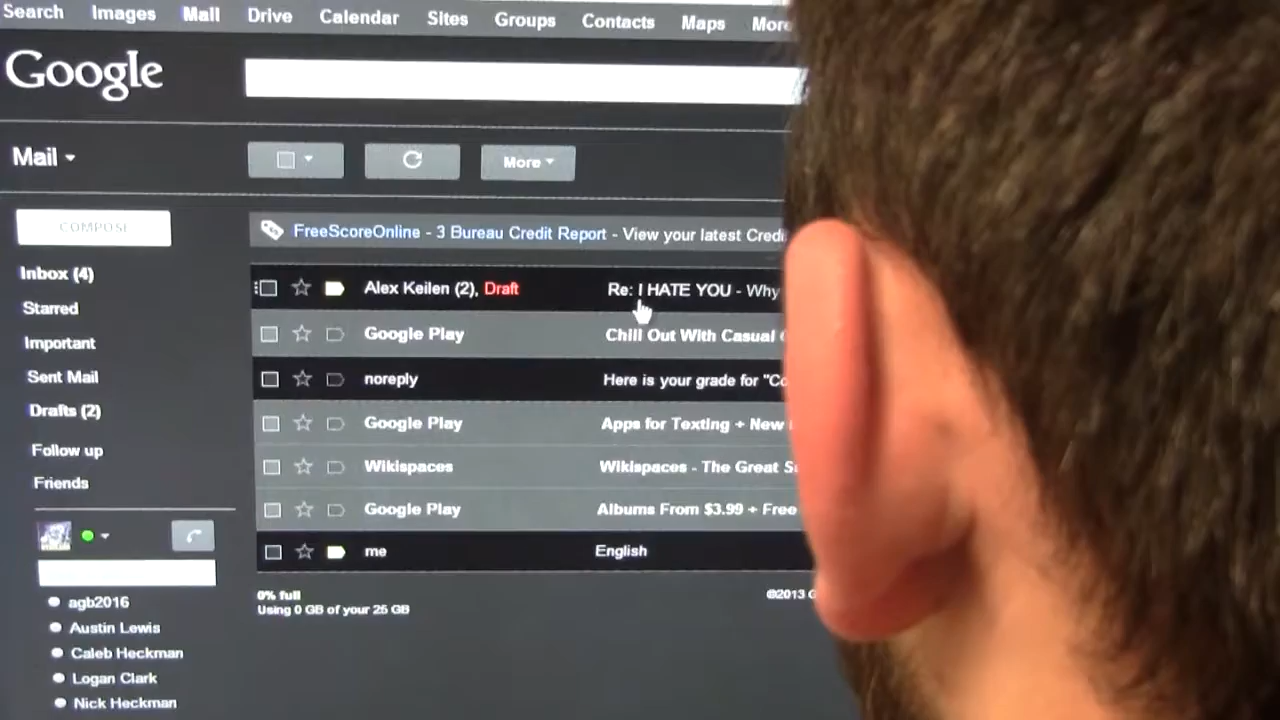 Search Images Mail Drive Calendar Sites Groups Contacts Maps More
Google
Mail
More
COMPOSE
FreeScoreOnline - 3 Bureau Credit Report - View your latest Credi
Inbox (4)
Starred
Important
Sent Mail
Drafts (2)
Follow up
Friends
Alex Keilen (2), Draft Re: I HATE YOU - Why
Google Play Chill Out With Casual
noreply Here is your grade for "Co
Google Play Apps for Texting + New
Wikispaces Wikispaces - The Great S
Google Play Albums From $3.99 + Free
me English
0% full
Using 0 GB of your 25 GB
©2013 G
agb2016
Austin Lewis
Caleb Heckman
Logan Clark
Nick Heckman